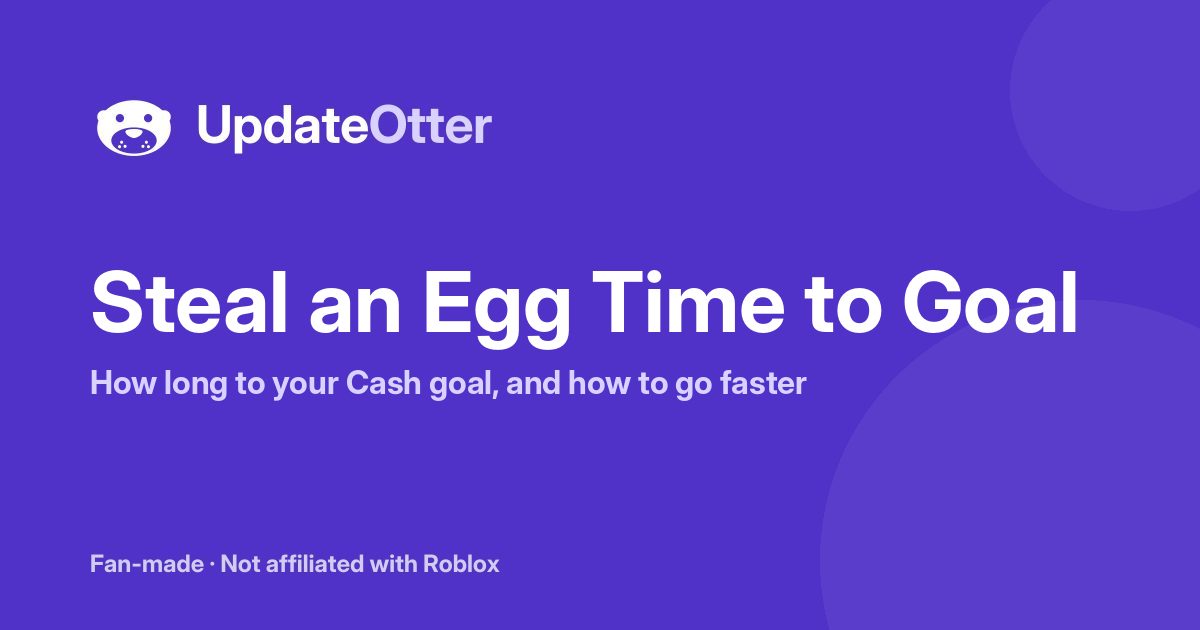 UpdateOtter
Steal an Egg Time to Goal
How long to your Cash goal, and how to go faster
Fan-made · Not affiliated with Roblox